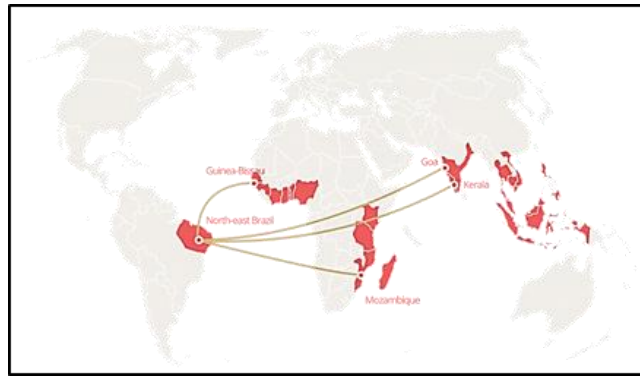 Goa
Guinea-Bissau
Kerala
North-east Brazil
Mozambique